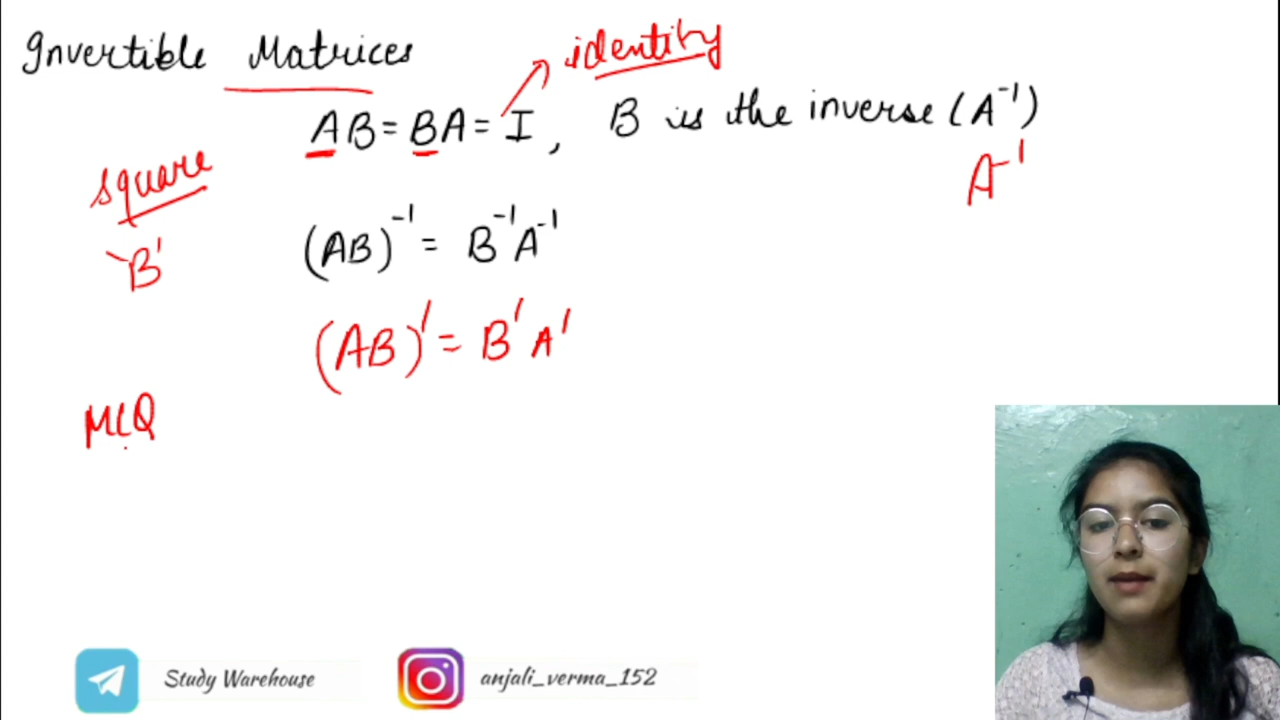 Invertible Matrices
identity
AB = BA = I , B is the inverse (A⁻¹)
square
A⁻¹
(AB)⁻¹ = B⁻¹A⁻¹
B'
(AB)' = B'A'
MCQ
Study Warehouse
anjali_verma_152